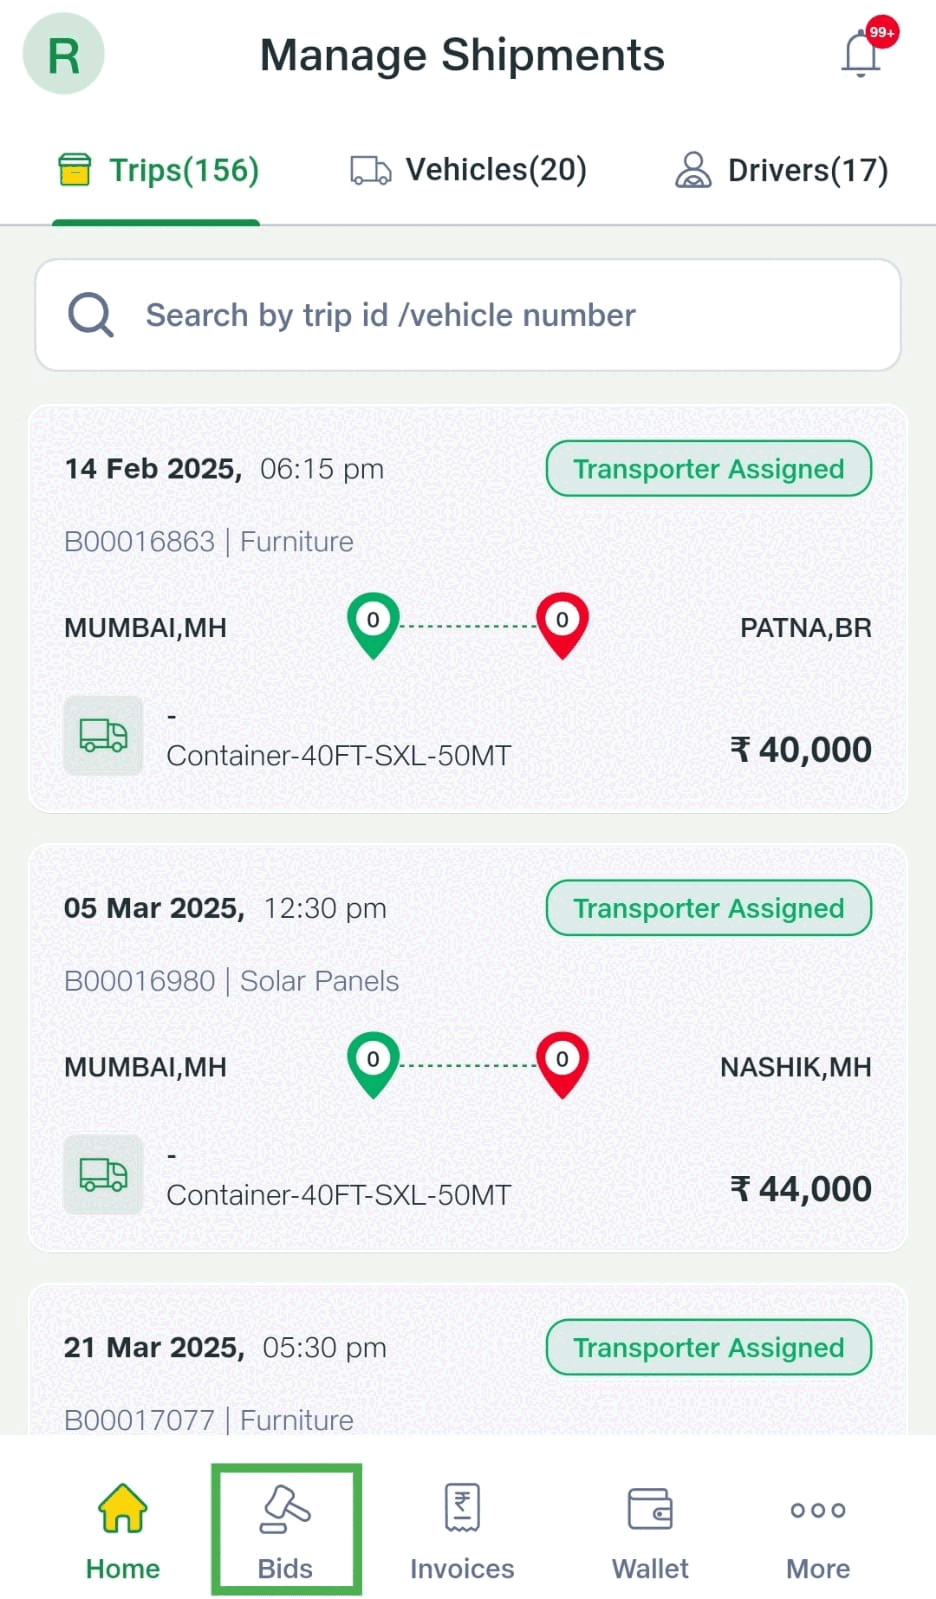 R
Manage Shipments
99+
Trips(156)
Vehicles(20)
Drivers(17)
Search by trip id /vehicle number
14 Feb 2025, 06:15 pm
Transporter Assigned
B00016863 | Furniture
MUMBAI,MH
0
0
PATNA,BR
-
Container-40FT-SXL-50MT
₹ 40,000
05 Mar 2025, 12:30 pm
Transporter Assigned
B00016980 | Solar Panels
MUMBAI,MH
0
0
NASHIK,MH
-
Container-40FT-SXL-50MT
₹ 44,000
21 Mar 2025, 05:30 pm
Transporter Assigned
B00017077 | Furniture
₹
Home
Bids
Invoices
Wallet
More